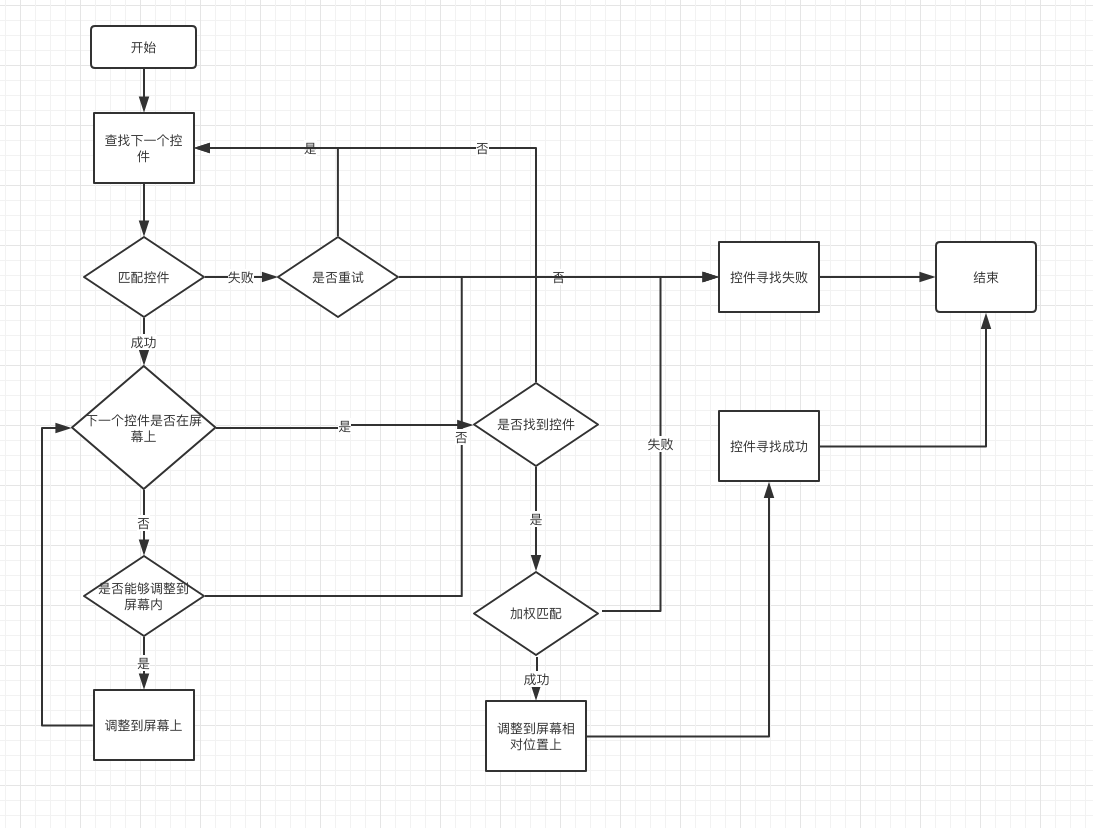 开始
查找下一个控
件
是
否
匹配控件
失败
是否重试
否
控件寻找失败
结束
成功
下一个控件是否在屏
幕上
是
否
是否找到控件
失败
控件寻找成功
否
是
是否能够调整到
屏幕内
加权匹配
是
成功
调整到屏幕上
调整到屏幕相
对位置上